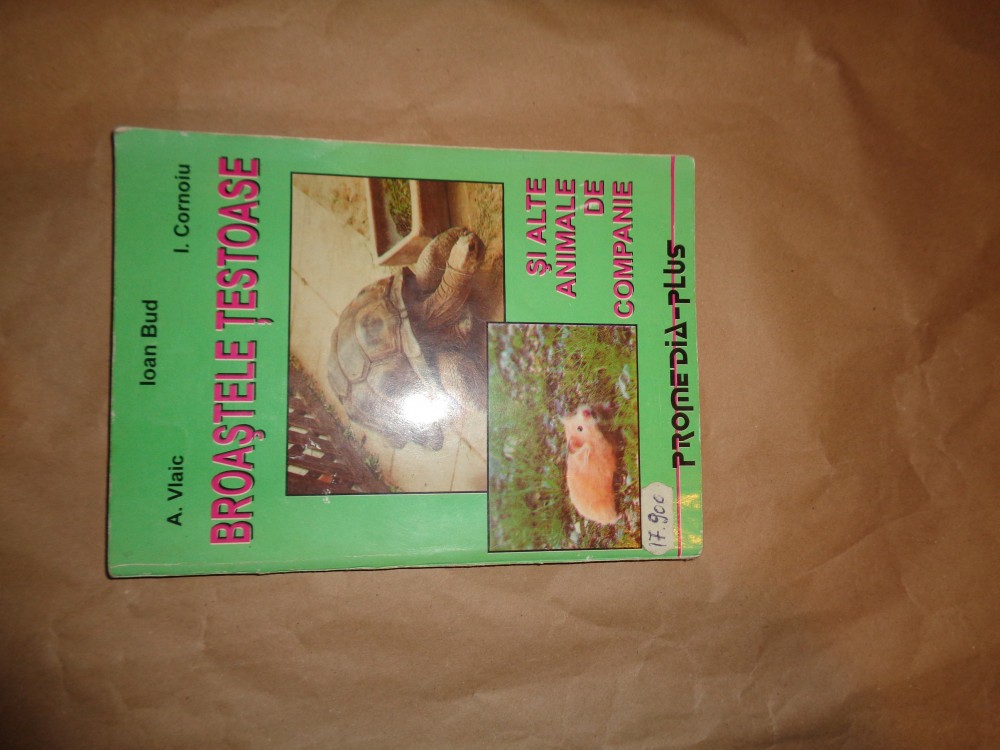 A. Vlaic Ioan Bud I. Cornoiu
BROAȘTELE ȚESTOASE
ȘI ALTE
ANIMALE
DE
COMPANIE
17.900
PROMEDIA-PLUS